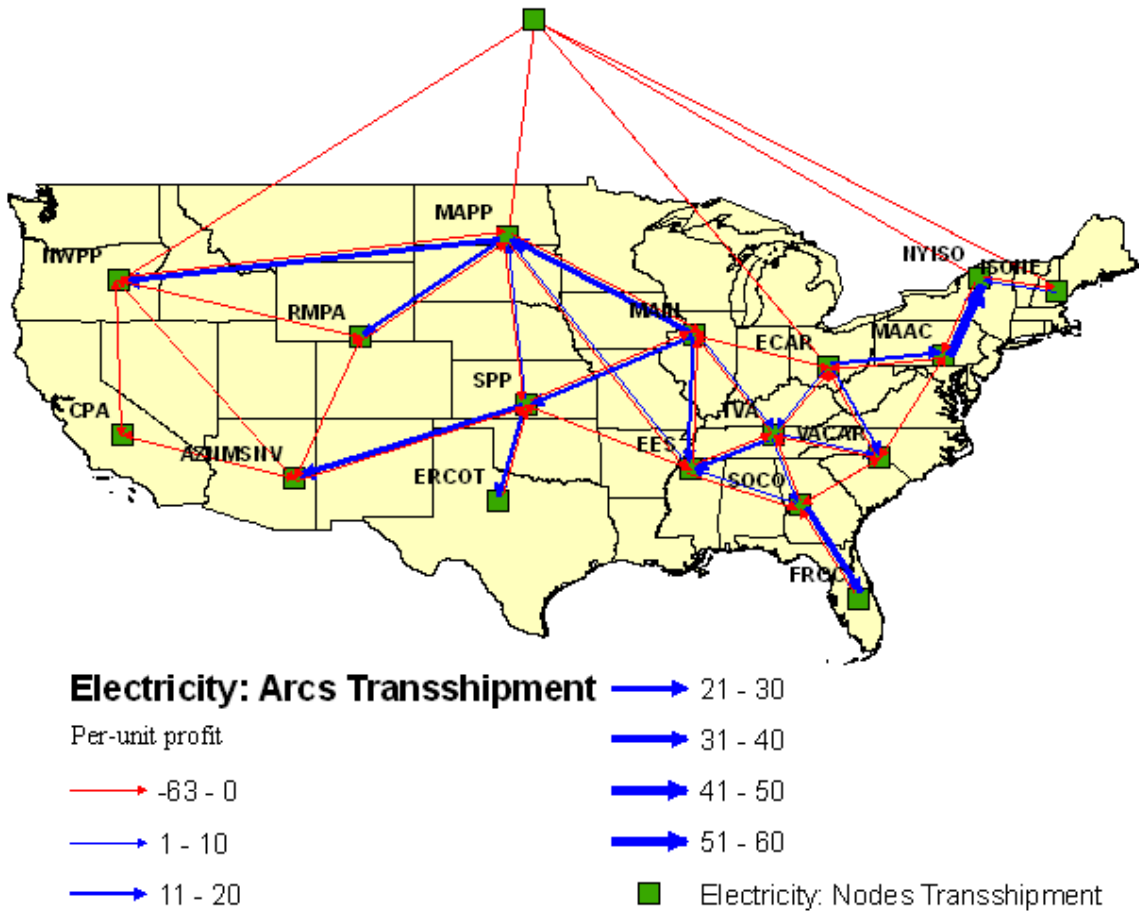 MAPP
NYISO
NWPP
ISONE
RMPA
MAIN
MAAC
ECAR
SPP
CPA
TVA
VACAR
EES
AZNMSNV
ERCOT
SOCO
FRCC
Electricity: Arcs Transshipment
Per-unit profit
-63 - 0
1 - 10
11 - 20
21 - 30
31 - 40
41 - 50
51 - 60
Electricity: Nodes Transshipment